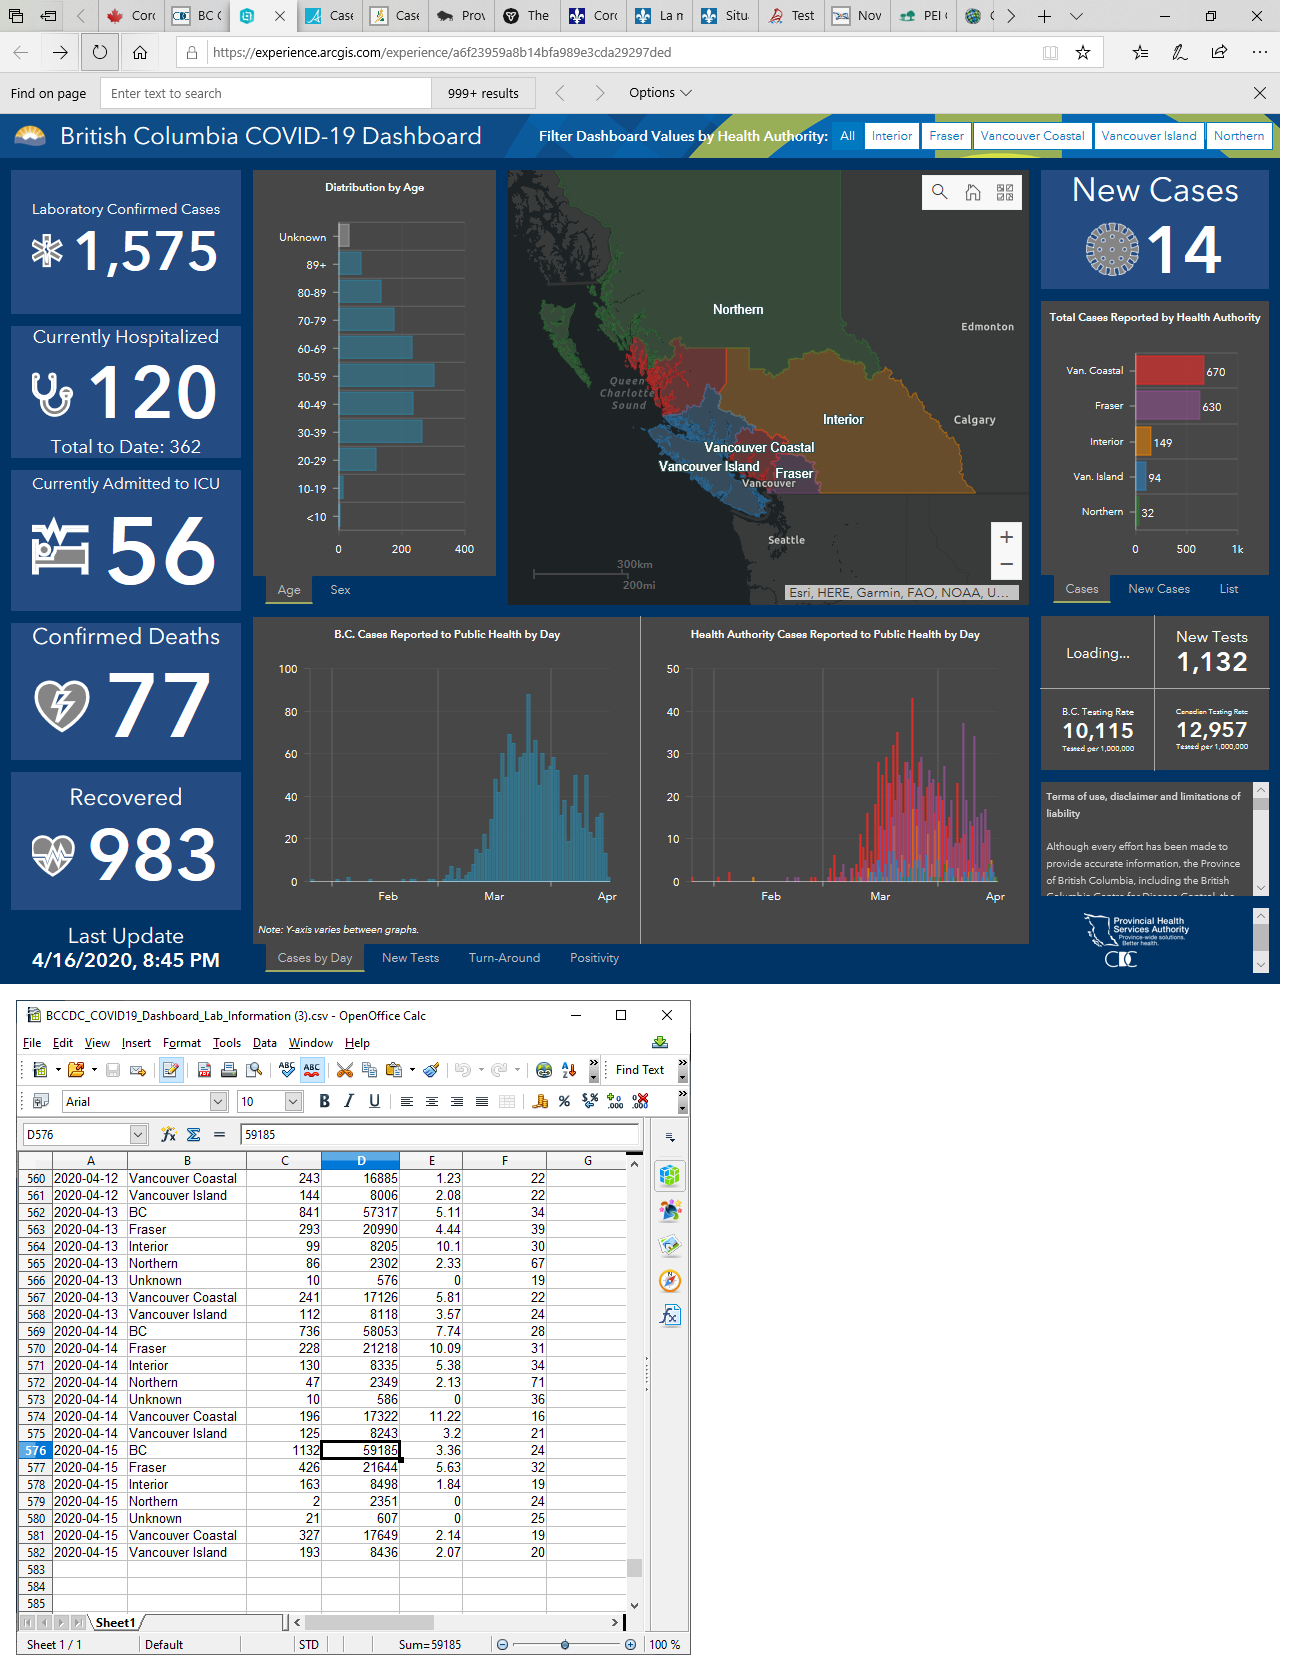 Corc
BC C
Case
Case
Prov
The
Corc
La n
Situ
Test
Nov
PEI
https://experience.arcgis.com/experience/a6f23959a8b14bfa989e3cda29297ded
Find on page
Enter text to search
999+ results
Options
British Columbia COVID-19 Dashboard
Filter Dashboard Values by Health Authority: All Interior Fraser Vancouver Coastal Vancouver Island Northern
Laboratory Confirmed Cases
1,575
Currently Hospitalized
120
Total to Date: 362
Currently Admitted to ICU
56
Confirmed Deaths
77
Recovered
983
Last Update
4/16/2020, 8:45 PM
Distribution by Age
Unknown
89+
80-89
70-79
60-69
50-59
40-49
30-39
20-29
10-19
<10
0 200 400
Age Sex
Northern
Edmonton
Queen
Charlotte
Sound
Interior
Calgary
Vancouver Coastal
Vancouver Island
Fraser
Vancouver
Seattle
300km
200mi
+
−
Esri, HERE, Garmin, FAO, NOAA, U...
New Cases
14
Total Cases Reported by Health Authority
Van. Coastal 670
Fraser 630
Interior 149
Van. Island 94
Northern 32
0 500 1k
Cases New Cases List
B.C. Cases Reported to Public Health by Day
100
80
60
40
20
0
Feb Mar Apr
Note: Y-axis varies between graphs.
Health Authority Cases Reported to Public Health by Day
50
40
30
20
10
0
Feb Mar Apr
Cases by Day New Tests Turn-Around Positivity
Loading...
New Tests
1,132
B.C. Testing Rate
10,115
Tested per 1,000,000
Canadian Testing Rate
12,957
Tested per 1,000,000
Terms of use, disclaimer and limitations of
liability
Although every effort has been made to
provide accurate information, the Province
of British Columbia, including the British
Columbia Centre for Disease Control, the
Provincial Health
Services Authority
Province-wide solutions.
Better health.
CDC
BCCDC_COVID19_Dashboard_Lab_Information (3).csv - OpenOffice Calc
File Edit View Insert Format Tools Data Window Help
Find Text
Arial 10
D576 59185
A B C D E F G
560 2020-04-12 Vancouver Coastal 243 16885 1.23 22
561 2020-04-12 Vancouver Island 144 8006 2.08 22
562 2020-04-13 BC 841 57317 5.11 34
563 2020-04-13 Fraser 293 20990 4.44 39
564 2020-04-13 Interior 99 8205 10.1 30
565 2020-04-13 Northern 86 2302 2.33 67
566 2020-04-13 Unknown 10 576 0 19
567 2020-04-13 Vancouver Coastal 241 17126 5.81 22
568 2020-04-13 Vancouver Island 112 8118 3.57 24
569 2020-04-14 BC 736 58053 7.74 28
570 2020-04-14 Fraser 228 21218 10.09 31
571 2020-04-14 Interior 130 8335 5.38 34
572 2020-04-14 Northern 47 2349 2.13 71
573 2020-04-14 Unknown 10 586 0 36
574 2020-04-14 Vancouver Coastal 196 17322 11.22 16
575 2020-04-14 Vancouver Island 125 8243 3.2 21
576 2020-04-15 BC 1132 59185 3.36 24
577 2020-04-15 Fraser 426 21644 5.63 32
578 2020-04-15 Interior 163 8498 1.84 19
579 2020-04-15 Northern 2 2351 0 24
580 2020-04-15 Unknown 21 607 0 25
581 2020-04-15 Vancouver Coastal 327 17649 2.14 19
582 2020-04-15 Vancouver Island 193 8436 2.07 20
583
584
585
Sheet1
Sheet 1 / 1 Default STD Sum=59185 100 %